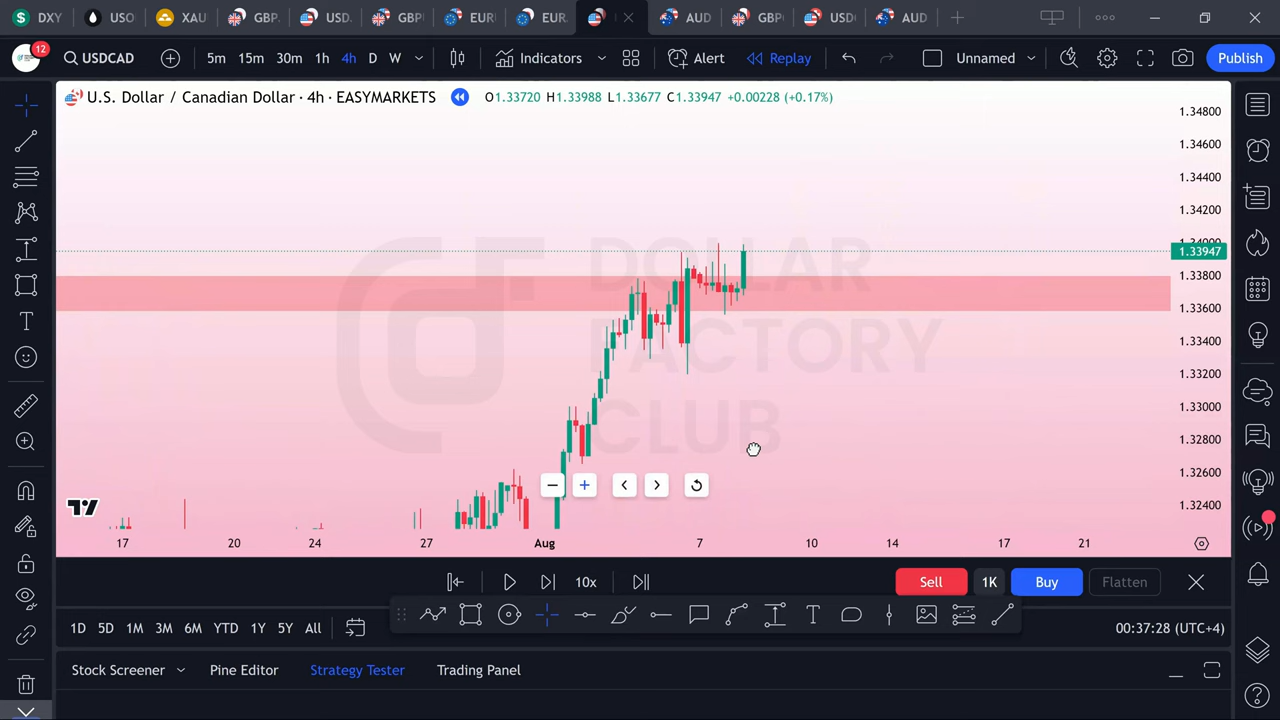 DXY USO XAU GBP. USD. GBP EUR EUR. AUD GBP USD AUD
12 USDCAD 5m 15m 30m 1h 4h D W Indicators Alert Replay Unnamed Publish
U.S. Dollar / Canadian Dollar · 4h · EASYMARKETS O1.33720 H1.33988 L1.33677 C1.33947 +0.00228 (+0.17%)
1.34800
1.34600
1.34400
1.34200
1.34000
1.33947
1.33800
1.33600
1.33400
1.33200
1.33000
1.32800
1.32600
1.32400
DOLLAR
FACTORY
CLUB
17 20 24 27 Aug 7 10 14 17 21
10x Sell 1K Buy Flatten
1D 5D 1M 3M 6M YTD 1Y 5Y All 00:37:28 (UTC+4)
Stock Screener Pine Editor Strategy Tester Trading Panel